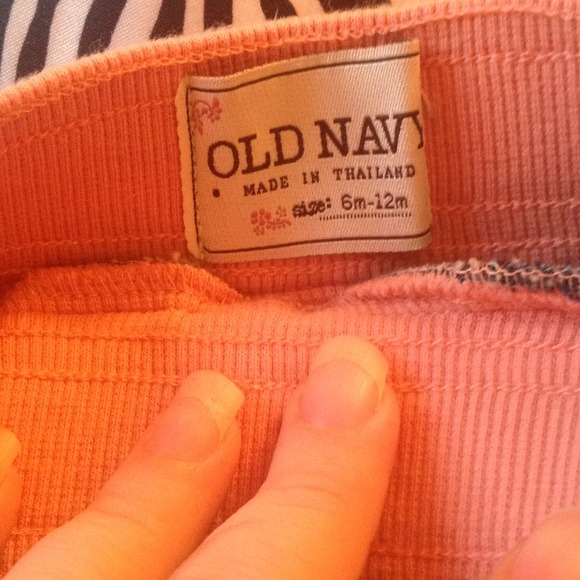 OLD NAVY
MADE IN THAILAND
size: 6m-12m